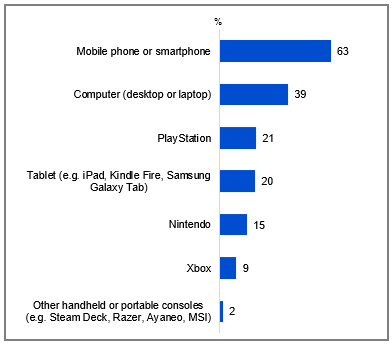 %
Mobile phone or smartphone 63
Computer (desktop or laptop) 39
PlayStation 21
Tablet (e.g. iPad, Kindle Fire, Samsung
Galaxy Tab) 20
Nintendo 15
Xbox 9
Other handheld or portable consoles
(e.g. Steam Deck, Razer, Ayaneo, MSI) 2